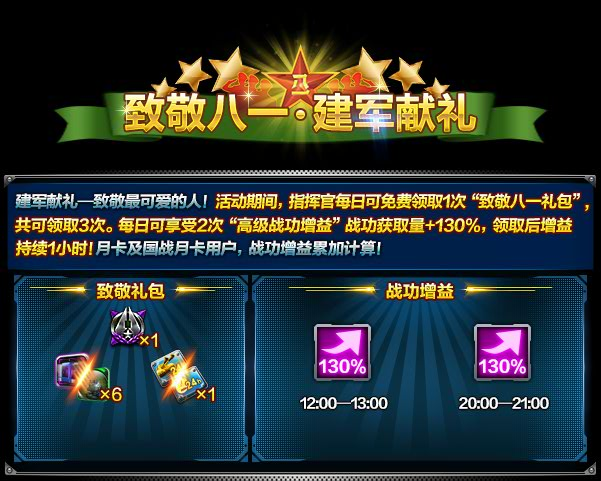 八一
致敬八一·建军献礼
建军献礼—致敬最可爱的人！活动期间，指挥官每日可免费领取1次“致敬八一礼包”，
共可领取3次。每日可享受2次“高级战功增益”战功获取量+130%，领取后增益
持续1小时！月卡及国战月卡用户，战功增益累加计算！
致敬礼包
战功增益
×1
×6
×1
130%
130%
12:00—13:00
20:00—21:00